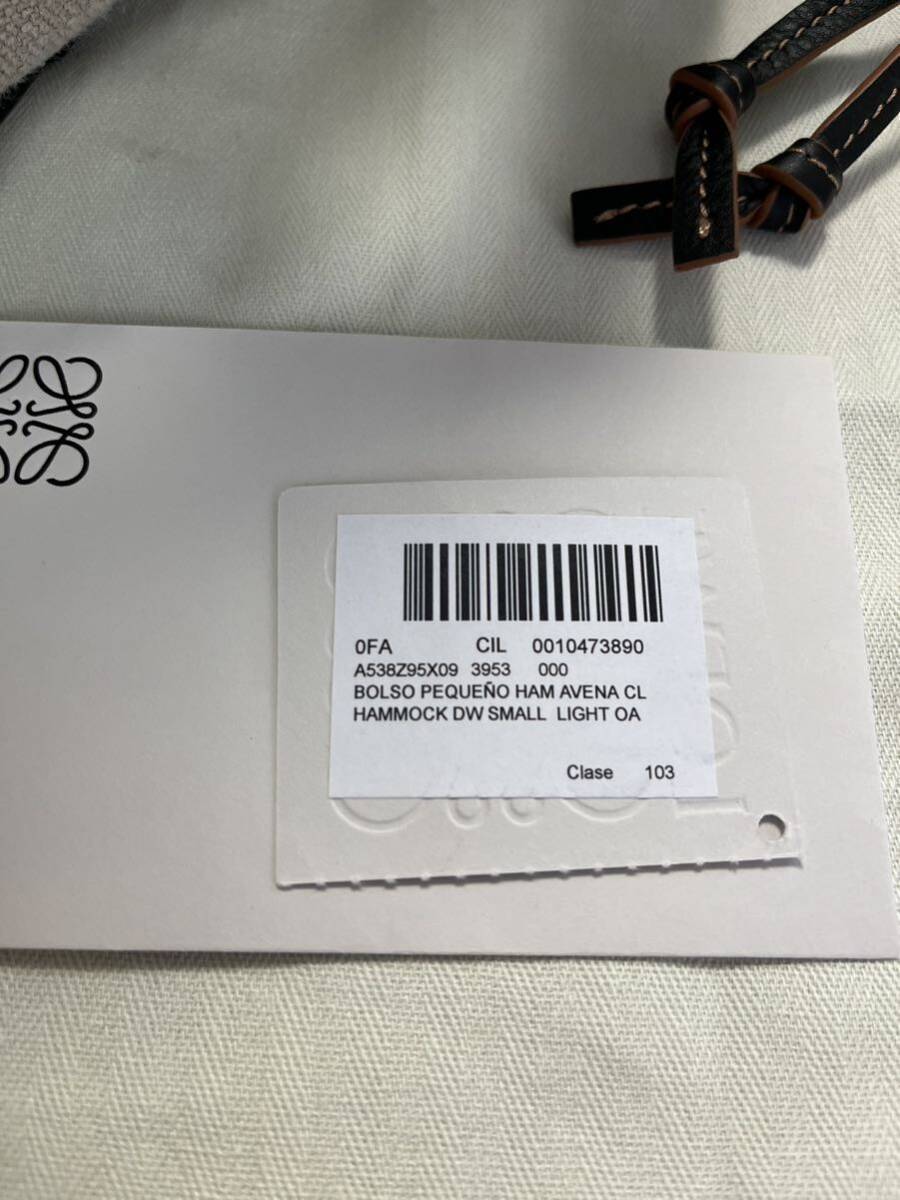 0FA CIL 0010473890
A538Z95X09 3953 000
BOLSO PEQUEÑO HAM AVENA CL
HAMMOCK DW SMALL LIGHT OA
Clase 103